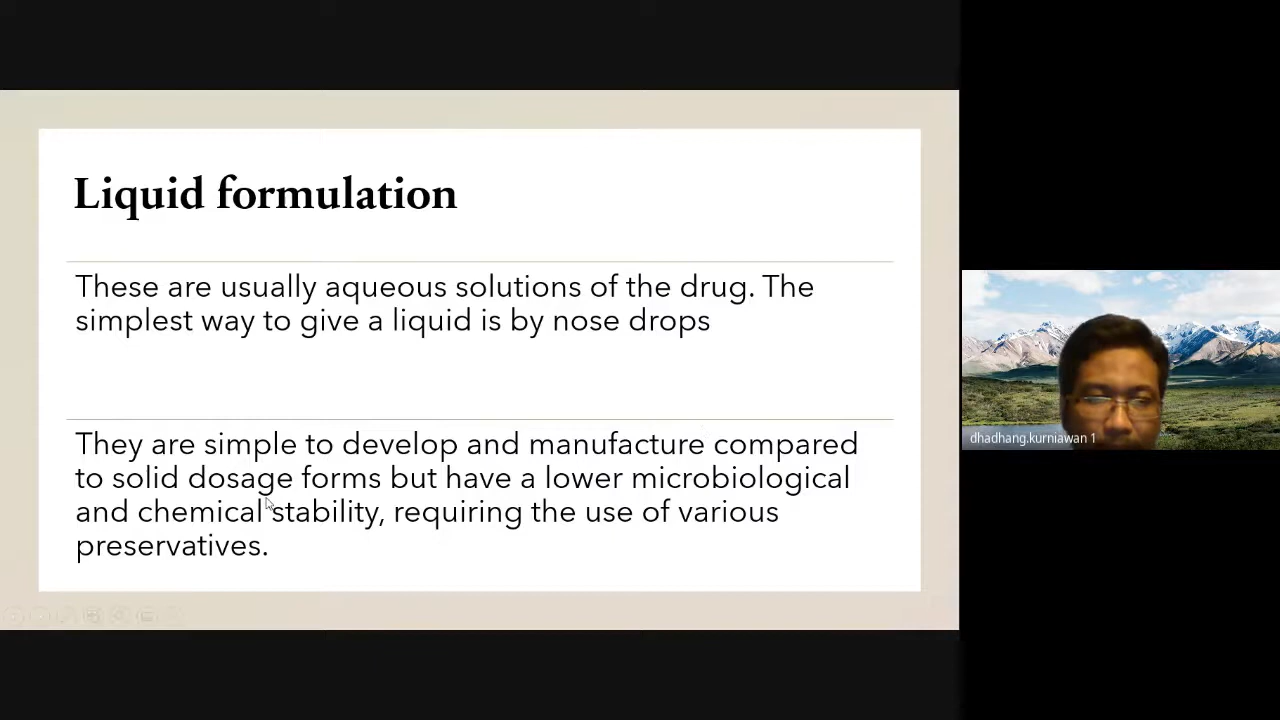 Liquid formulation
These are usually aqueous solutions of the drug. The
simplest way to give a liquid is by nose drops
They are simple to develop and manufacture compared
to solid dosage forms but have a lower microbiological
and chemical stability, requiring the use of various
preservatives.
dhadhang.kurniawan 1